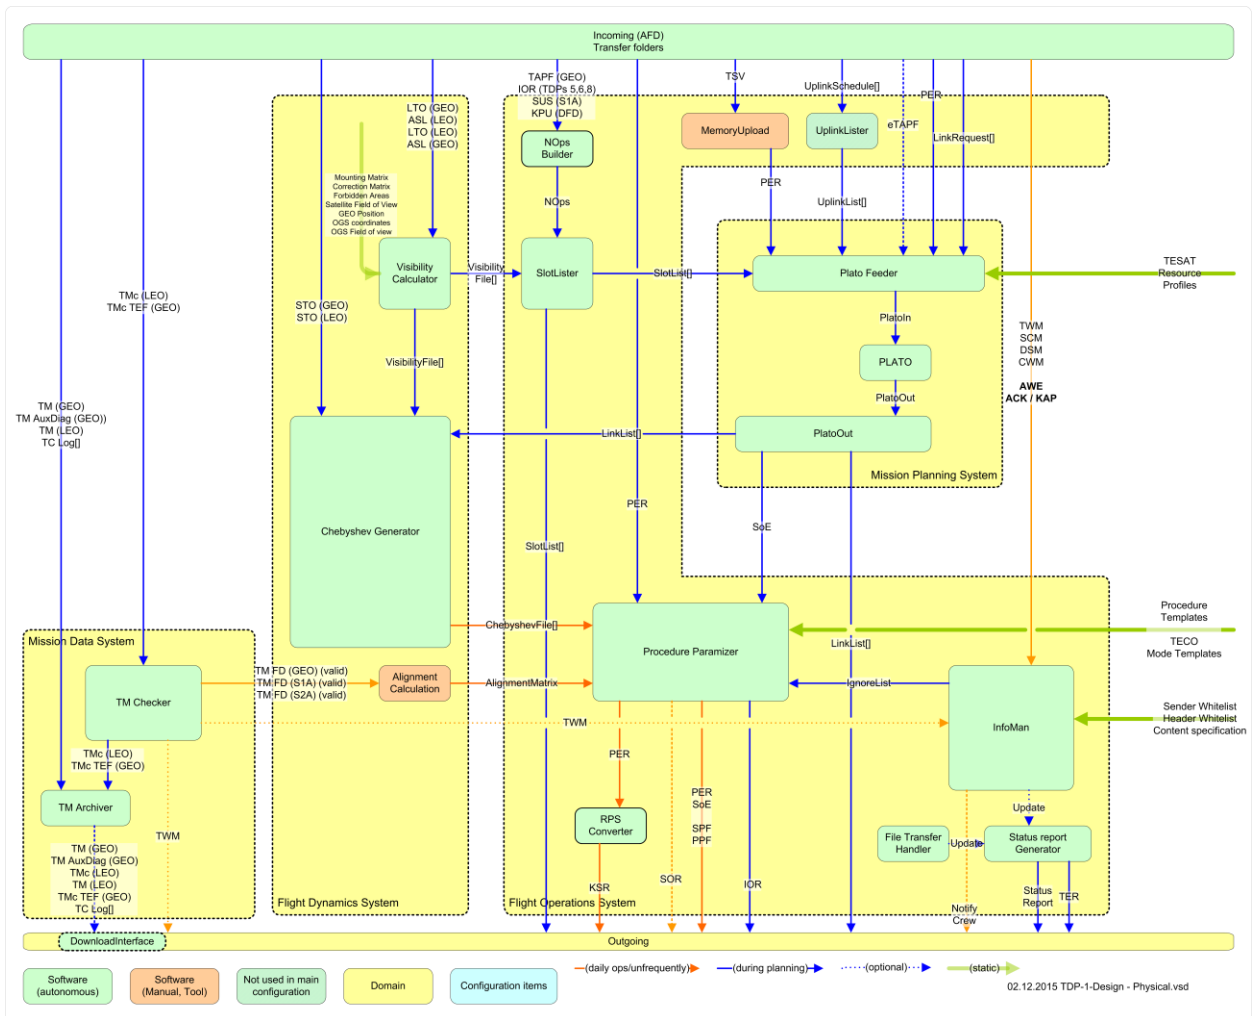 Incoming (AFD)
Transfer folders
TAPF (GEO)
IOR (TDPs 5,6,8)
SUS (S1A)
KPU (DFD)
TSV
UplinkSchedule[]
PER
eTAPF
LinkRequest[]
LTO (GEO)
ASL (LEO)
LTO (LEO)
ASL (GEO)
NOps
Builder
MemoryUpload
UplinkLister
Mounting Matrix
Correction Matrix
Forbidden Areas
Satellite Field of View
GEO Position
OGS coordinates
OGS Field of view
NOps
PER
UplinkList[]
Visibility
Calculator
Visibility
File[]
SlotLister
SlotList[]
Plato Feeder
TESAT
Resource
Profiles
TMc (LEO)
TMc TEF (GEO)
STO (GEO)
STO (LEO)
PlatoIn
TWM
SCM
DSM
CWM
AWE
ACK / KAP
VisibilityFile[]
PLATO
PlatoOut
TM (GEO)
TM AuxDiag (GEO))
TM (LEO)
TC Log[]
LinkList[]
PlatoOut
Mission Planning System
Chebyshev Generator
PER
SoE
SlotList[]
ChebyshevFile[]
Procedure
Templates
TECO
Mode Templates
Mission Data System
Procedure Paramizer
LinkList[]
TM FD (GEO) (valid)
TM FD (S1A) (valid)
TM FD (S2A) (valid)
Alignment
Calculation
AlignmentMatrix
IgnoreList
TM Checker
TWM
InfoMan
Sender Whitelist
Header Whitelist
Content specification
TMc (LEO)
TMc TEF (GEO)
PER
TM Archiver
PER
SoE
SPF
PPF
Update
RPS
Converter
TWM
File Transfer
Handler
Update
Status report
Generator
TM (GEO)
TM AuxDiag (GEO)
TMc (LEO)
TM (LEO)
TMc TEF (GEO)
TC Log[]
KSR
SOR
IOR
Status
Report
TER
Flight Dynamics System
Flight Operations System
Notify
Crew
DownloadInterface
Outgoing
Software
(autonomous)
Software
(Manual, Tool)
Not used in main
configuration
Domain
Configuration items
(daily ops/unfrequently)
(during planning)
(optional)
(static)
02.12.2015 TDP-1-Design - Physical.vsd